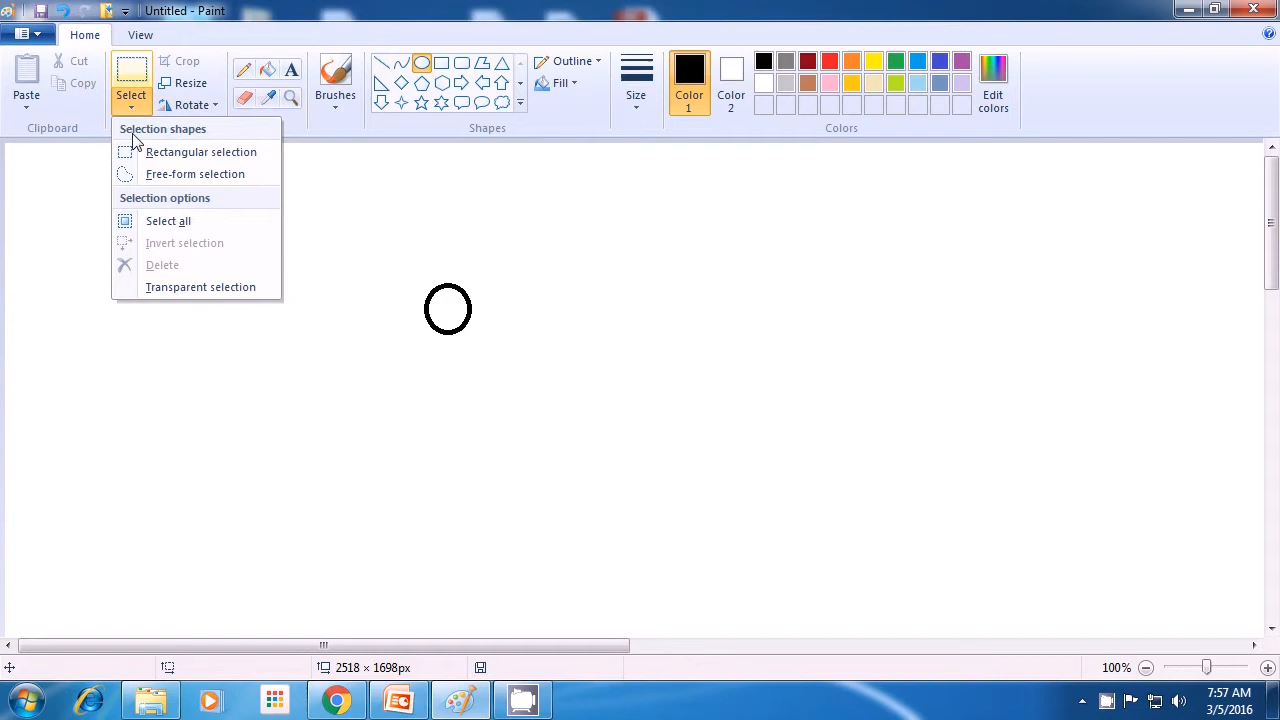 Untitled - Paint
Home
View
Paste
Cut
Copy
Clipboard
Select
Crop
Resize
Rotate
A
Brushes
Shapes
Outline
Fill
Size
Color
1
Color
2
Edit
colors
Colors
Selection shapes
Rectangular selection
Free-form selection
Selection options
Select all
Invert selection
Delete
Transparent selection
2518 × 1698px
100%
7:57 AM
3/5/2016